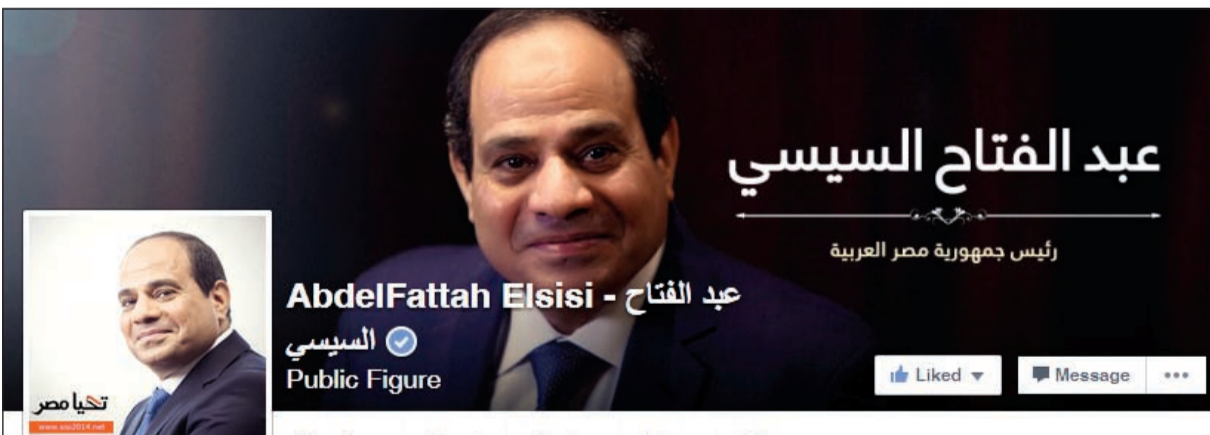 عبد الفتاح السيسي
رئيس جمهورية مصر العربية
AbdelFattah Elsisi - عبد الفتاح
السيسي
Public Figure
Liked
Message
تحيا مصر
www.sisi2014.net